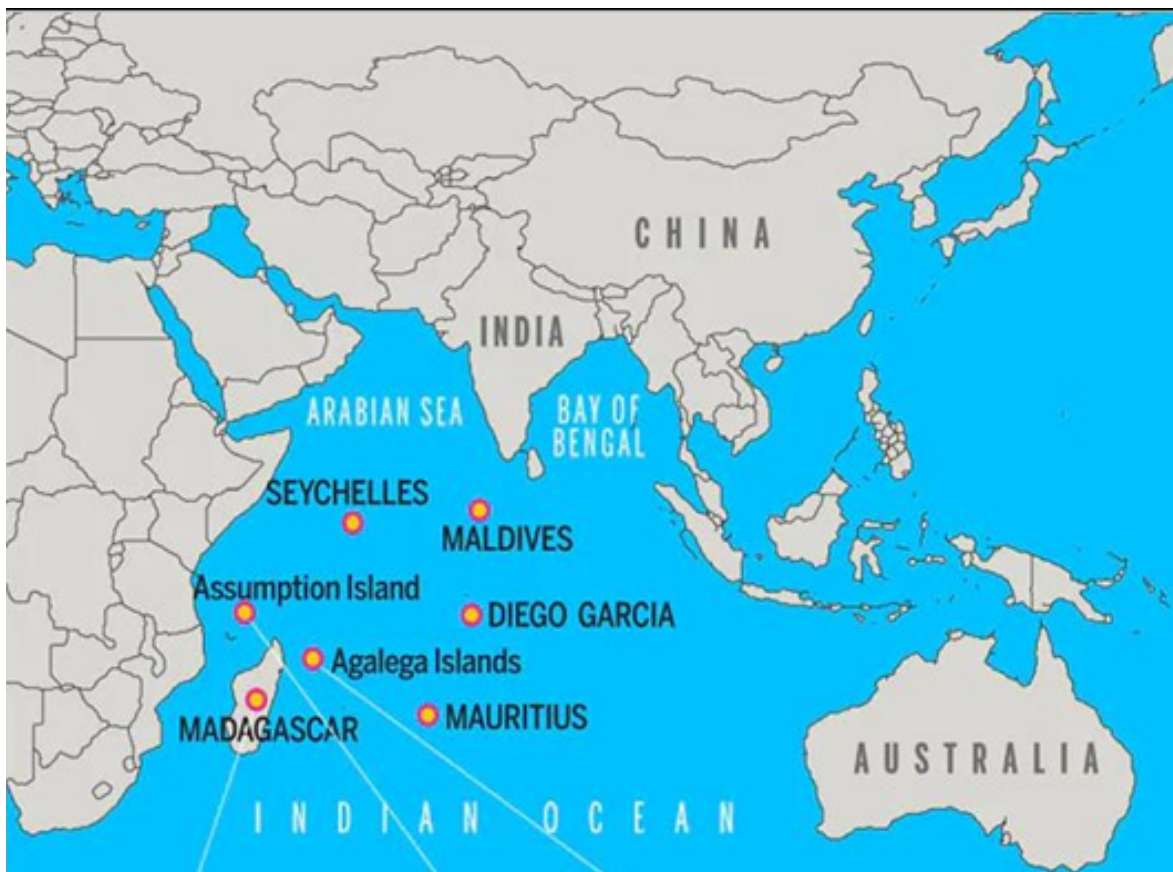 CHINA
INDIA
ARABIAN SEA
BAY OF
BENGAL
SEYCHELLES
MALDIVES
Assumption Island
DIEGO GARCIA
Agalega Islands
MADAGASCAR
MAURITIUS
AUSTRALIA
INDIAN OCEAN